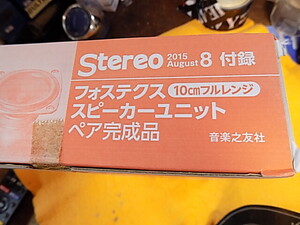 Stereo 2015 August 8 付録
フォステクス 10cmフルレンジ
スピーカーユニット
ペア完成品
音楽之友社